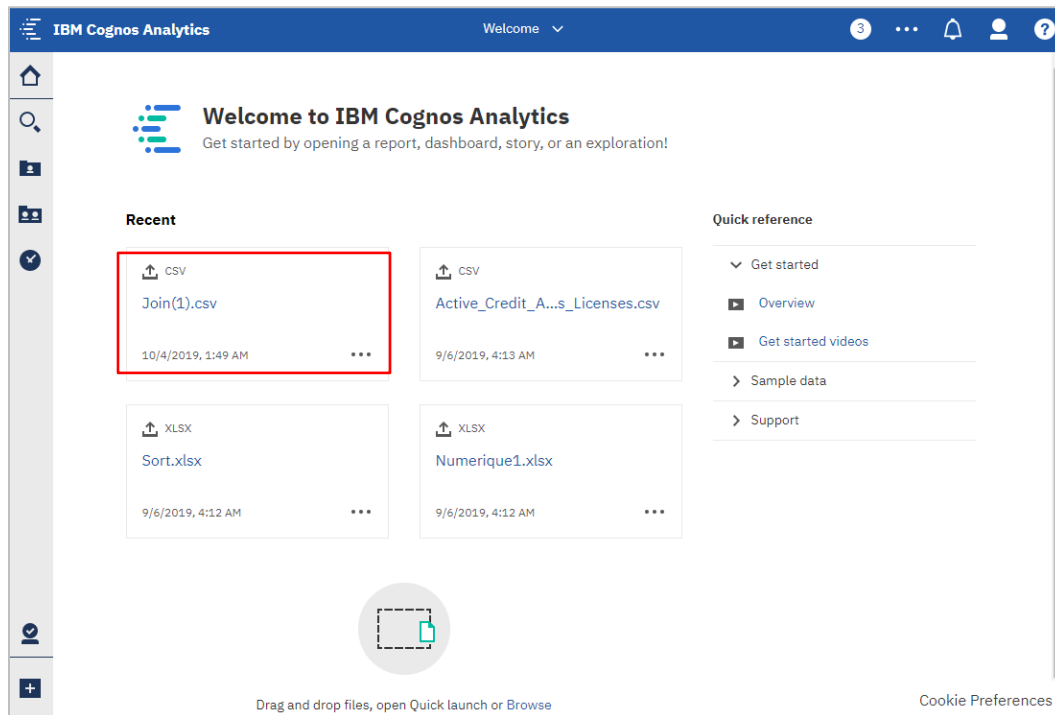 IBM Cognos Analytics
Welcome
3
?
Welcome to IBM Cognos Analytics
Get started by opening a report, dashboard, story, or an exploration!
Recent
CSV
Join(1).csv
10/4/2019, 1:49 AM
CSV
Active_Credit_A...s_Licenses.csv
9/6/2019, 4:13 AM
XLSX
Sort.xlsx
9/6/2019, 4:12 AM
XLSX
Numerique1.xlsx
9/6/2019, 4:12 AM
Quick reference
Get started
Overview
Get started videos
Sample data
Support
Drag and drop files, open Quick launch or Browse
Cookie Preferences